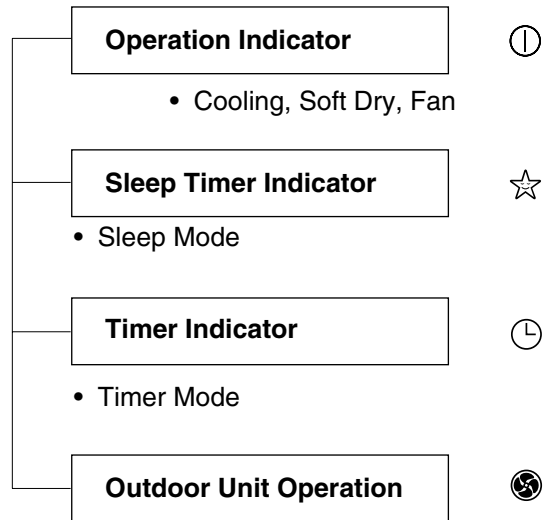 Operation Indicator
• Cooling, Soft Dry, Fan
Sleep Timer Indicator
• Sleep Mode
Timer Indicator
• Timer Mode
Outdoor Unit Operation